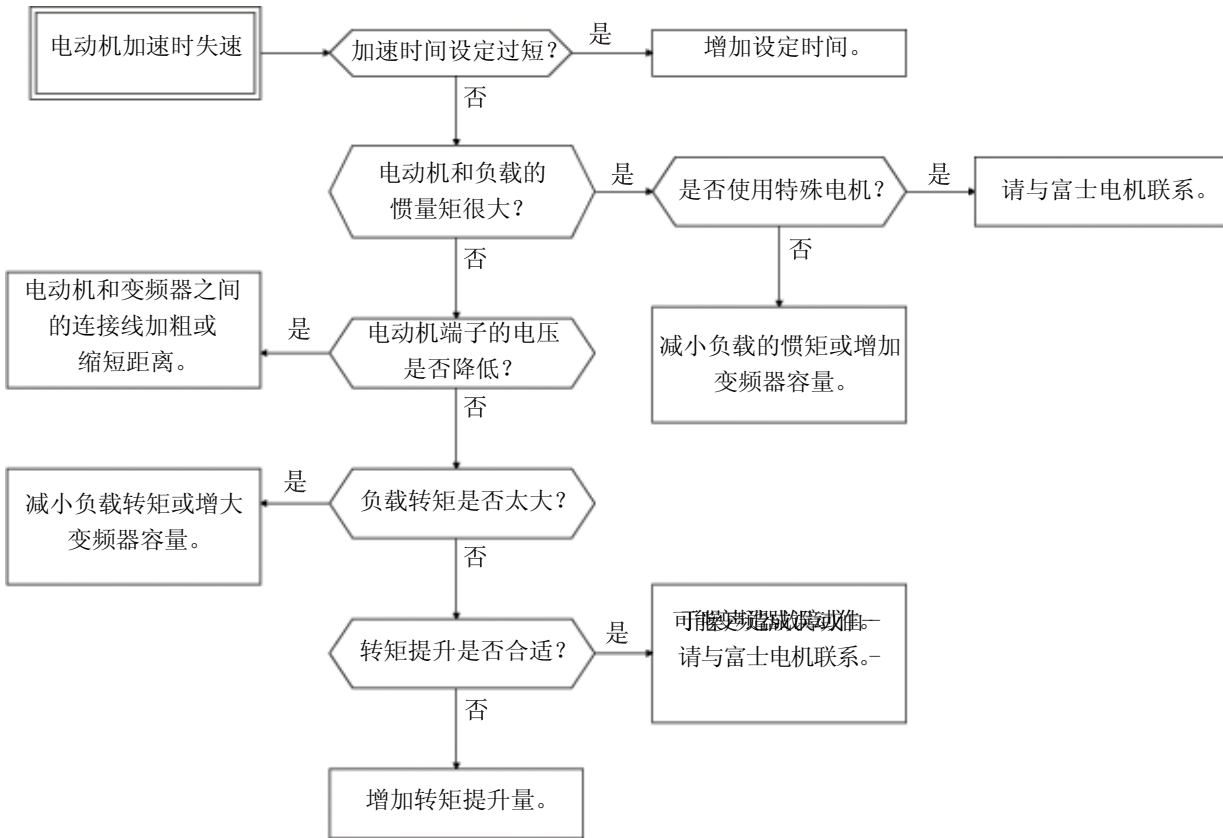 电动机加速时失速
加速时间设定过短？
是
增加设定时间。
否
电动机和负载的
惯量矩很大？
是
是否使用特殊电机？
是
请与富士电机联系。
否
否
电动机和变频器之间
的连接线加粗或
缩短距离。
是
电动机端子的电压
是否降低？
减小负载的惯矩或增加
变频器容量。
否
减小负载转矩或增大
变频器容量。
是
负载转矩是否太大？
否
转矩提升是否合适？
是
请与富士电机联系。
否
增加转矩提升量。